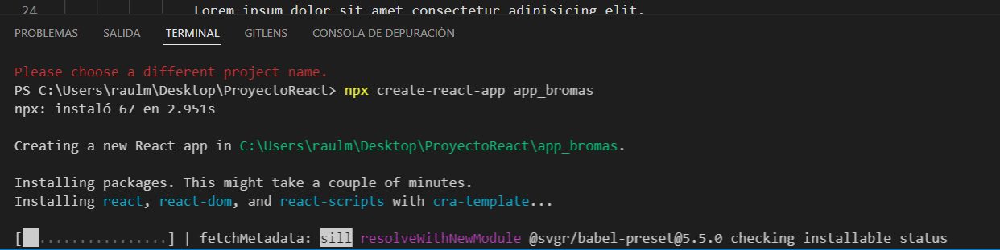 24 Lorem ipsum dolor sit amet consectetur adipisicing elit.
PROBLEMAS SALIDA TERMINAL GITLENS CONSOLA DE DEPURACIÓN
Please choose a different project name.
PS C:\Users\raulm\Desktop\ProyectoReact> npx create-react-app app_bromas
npx: instaló 67 en 2.951s
Creating a new React app in C:\Users\raulm\Desktop\ProyectoReact\app_bromas.
Installing packages. This might take a couple of minutes.
Installing react, react-dom, and react-scripts with cra-template...
[ ................] | fetchMetadata: sill resolveWithNewModule @svgr/babel-preset@5.5.0 checking installable status